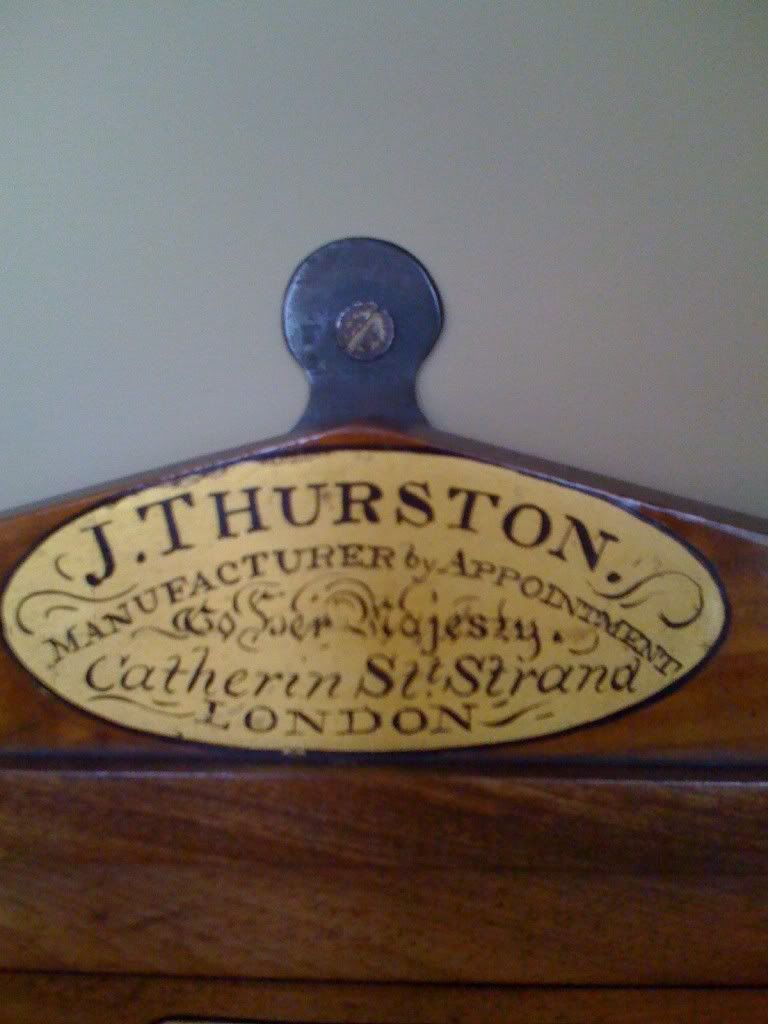 J. THURSTON.
MANUFACTURER by APPOINTMENT
To Her Majesty.
Catherin St. Strand
LONDON